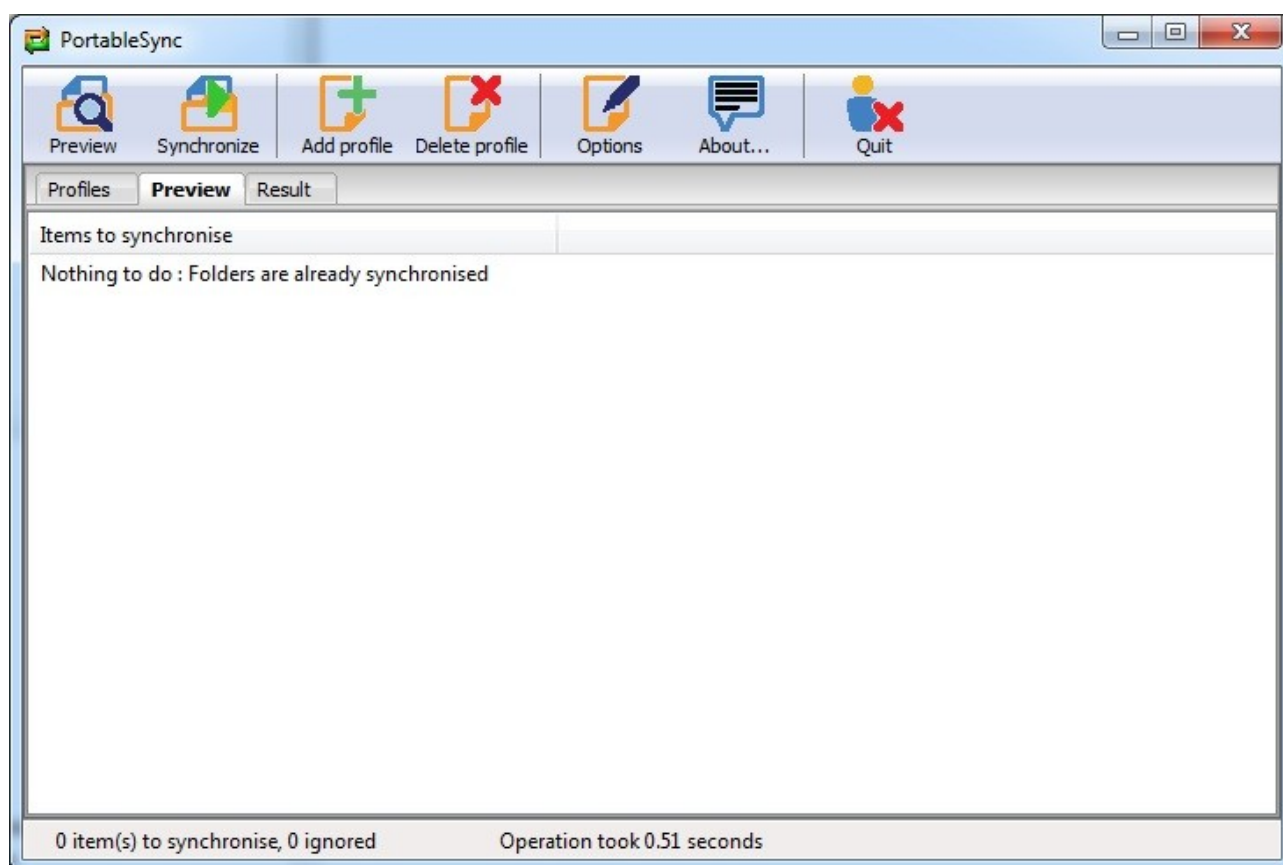 PortableSync
Preview Synchronize Add profile Delete profile Options About... Quit
Profiles Preview Result
Items to synchronise
Nothing to do : Folders are already synchronised
0 item(s) to synchronise, 0 ignored Operation took 0.51 seconds